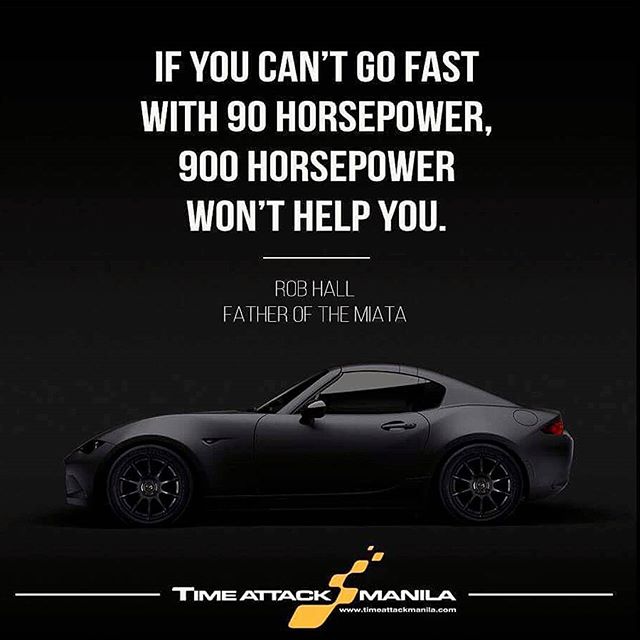 IF YOU CAN'T GO FAST
WITH 90 HORSEPOWER,
900 HORSEPOWER
WON'T HELP YOU.
ROB HALL
FATHER OF THE MIATA
TIME ATTACK MANILA
www.timeattackmanila.com